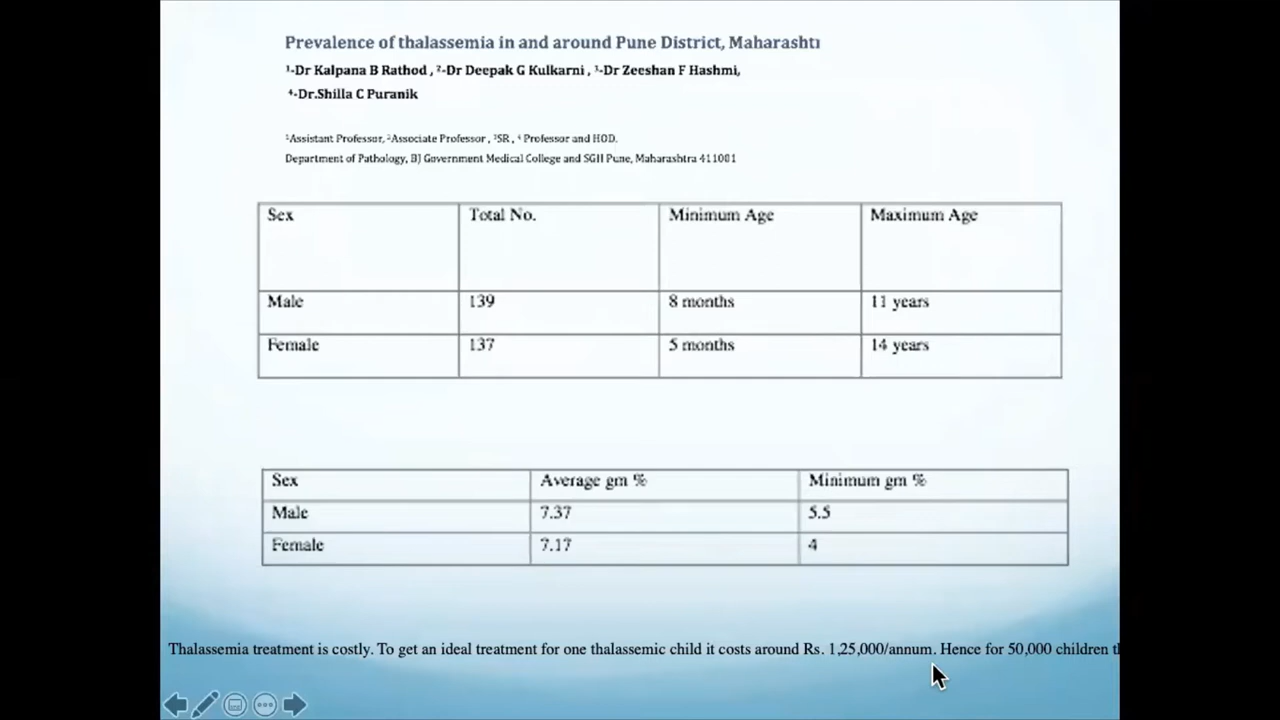 Prevalence of thalassemia in and around Pune District, Maharashtr
¹-Dr Kalpana B Rathod , ²-Dr Deepak G Kulkarni , ³-Dr Zeeshan F Hashmi,
⁴-Dr.Shilla C Puranik
¹Assistant Professor, ²Associate Professor , ³SR , ⁴ Professor and HOD.
Department of Pathology, BJ Government Medical College and SGH Pune, Maharashtra 411001
Sex Total No. Minimum Age Maximum Age
Male 139 8 months 11 years
Female 137 5 months 14 years
Sex Average gm % Minimum gm %
Male 7.37 5.5
Female 7.17 4
Thalassemia treatment is costly. To get an ideal treatment for one thalassemic child it costs around Rs. 1,25,000/annum. Hence for 50,000 children